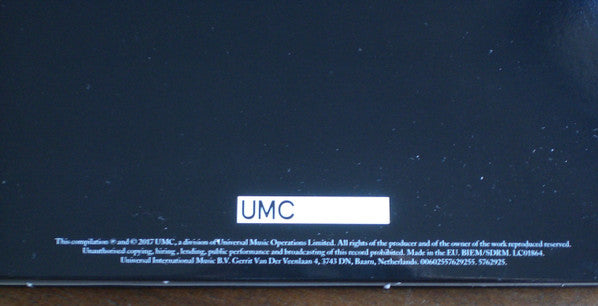 UMC
This compilation ℗ and © 2017 UMC, a division of Universal Music Operations Limited. All rights of the producer and of the owner of the work reproduced reserved.
Unauthorised copying, hiring, lending, public performance and broadcasting of this record prohibited. Made in the EU. BIEM/SDRM. LC01864.
Universal International Music B.V. Gerrit Van Der Veenlaan 4, 3743 DN, Baarn, Netherlands. 00602557629255. 5762925.